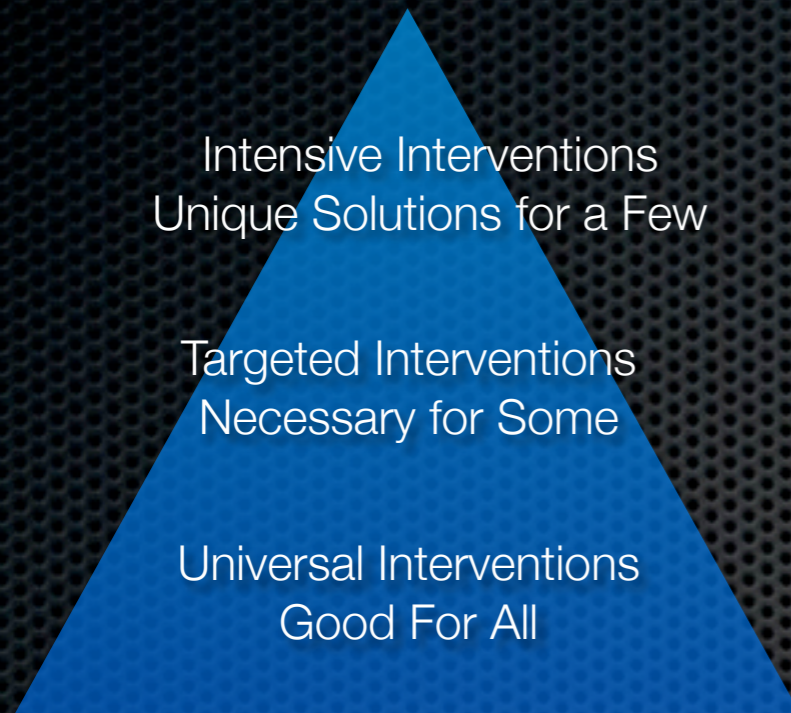 Intensive Interventions
Unique Solutions for a Few
Targeted Interventions
Necessary for Some
Universal Interventions
Good For All